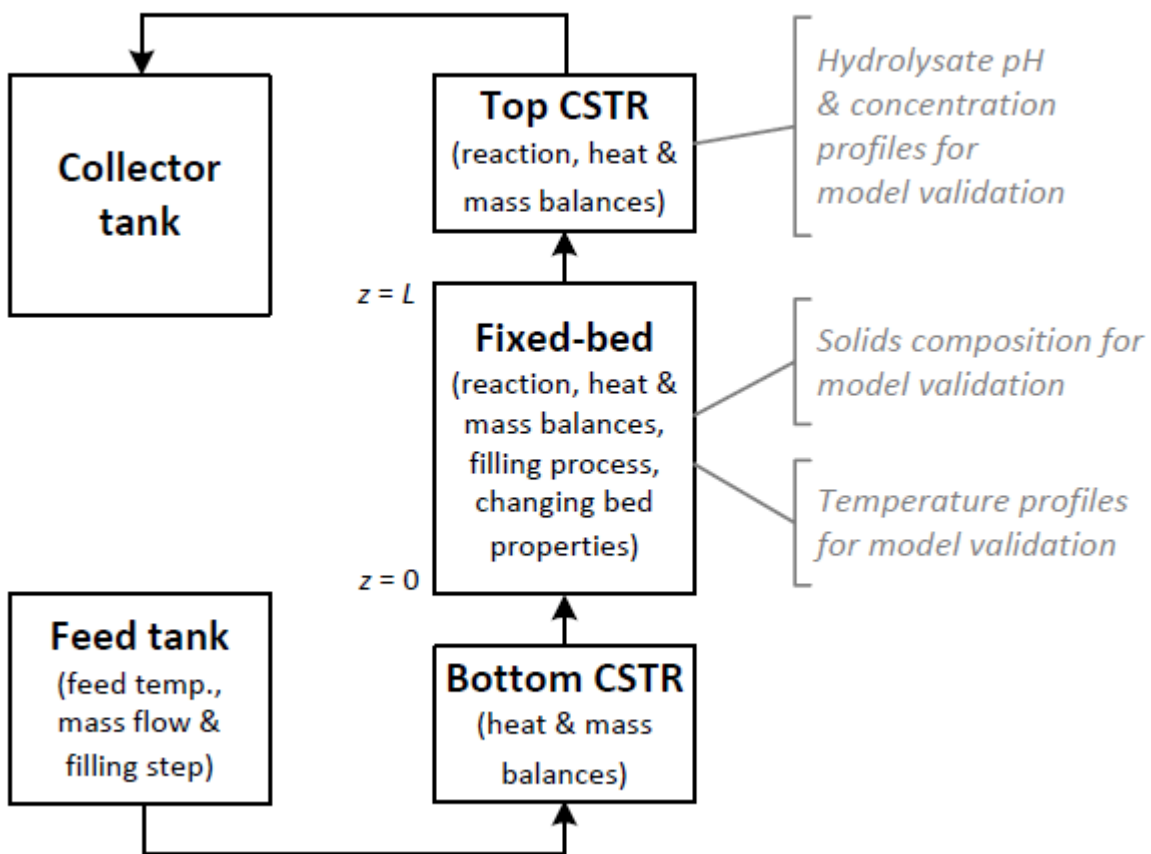 Collector
tank
Top CSTR
(reaction, heat &
mass balances)
Hydrolysate pH
& concentration
profiles for
model validation
z = L
Fixed-bed
(reaction, heat &
mass balances,
filling process,
changing bed
properties)
z = 0
Solids composition for
model validation
Temperature profiles
for model validation
Feed tank
(feed temp.,
mass flow &
filling step)
Bottom CSTR
(heat & mass
balances)